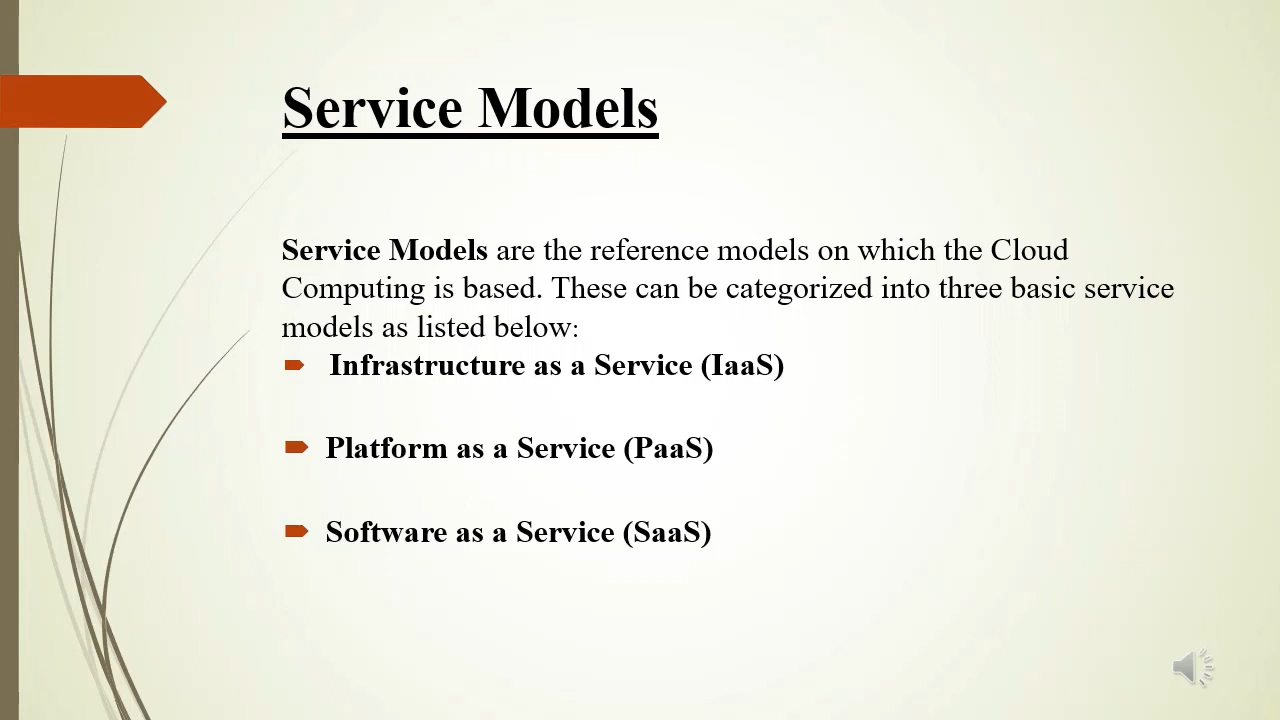 Service Models
Service Models are the reference models on which the Cloud
Computing is based. These can be categorized into three basic service
models as listed below:
Infrastructure as a Service (IaaS)
Platform as a Service (PaaS)
Software as a Service (SaaS)